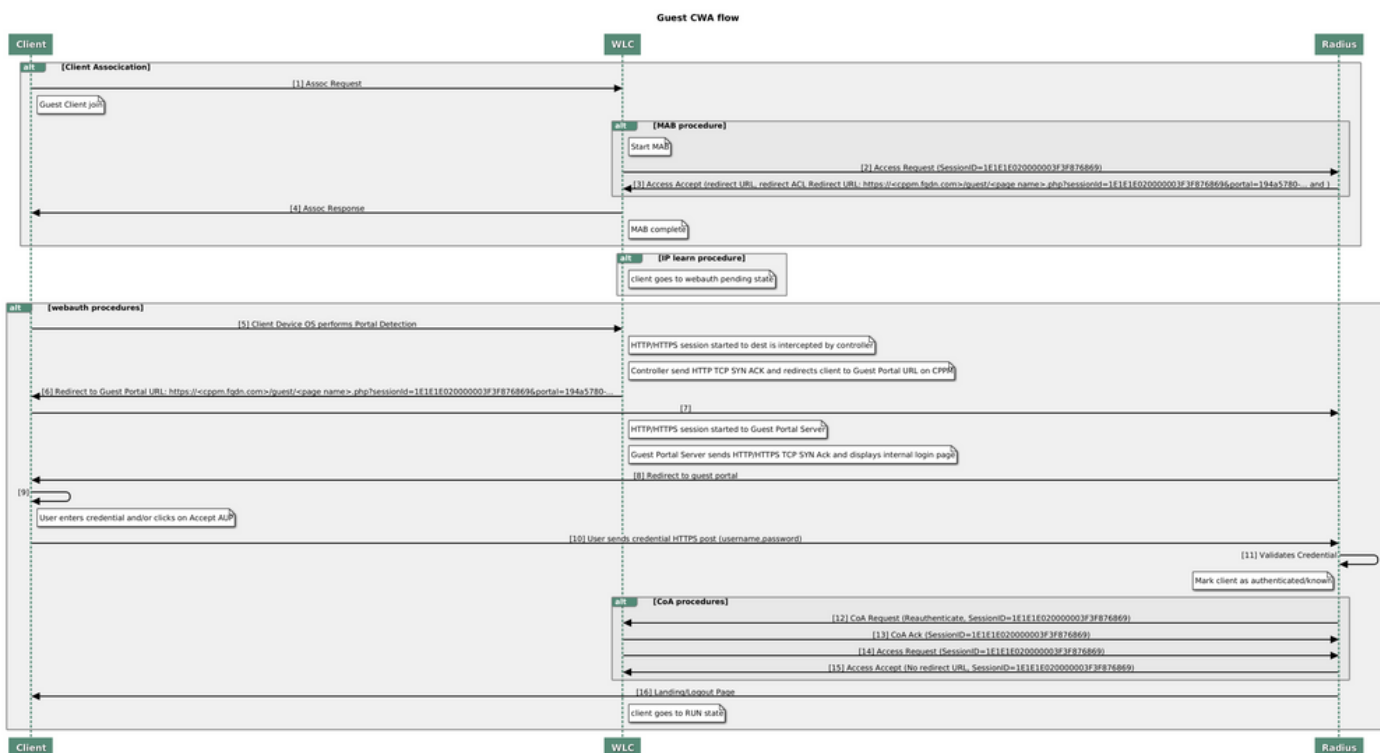 Guest CWA flow
Client WLC Radius
alt [Client Assocication]
[1] Assoc Request
Guest Client join
alt [MAB procedure]
Start MAB
[2] Access Request (SessionID=1E1E1E020000003F3F876869)
[3] Access Accept (redirect URL, redirect ACL Redirect URL: https://<cppm.fqdn.com>/guest/<page name>.php?sessionId=1E1E1E020000003F3F876869&portal=194a5780-... and )
[4] Assoc Response
MAB complete
alt [IP learn procedure]
client goes to webauth pending state
alt [webauth procedures]
[5] Client Device OS performs Portal Detection
HTTP/HTTPS session started to dest is intercepted by controller
Controller send HTTP TCP SYN ACK and redirects client to Guest Portal URL on CPPM
[6] Redirect to Guest Portal URL: https://<cppm.fqdn.com>/guest/<page name>.php?sessionId=1E1E1E020000003F3F876869&portal=194a5780-...
[7]
HTTP/HTTPS session started to Guest Portal Server
Guest Portal Server sends HTTP/HTTPS TCP SYN Ack and displays internal login page
[8] Redirect to guest portal
[9]
User enters credential and/or clicks on Accept AUP
[10] User sends credential HTTPS post (username,password)
[11] Validates Credential
Mark client as authenticated/known
alt [CoA procedures]
[12] CoA Request (Reauthenticate, SessionID=1E1E1E020000003F3F876869)
[13] CoA Ack (SessionID=1E1E1E020000003F3F876869)
[14] Access Request (SessionID=1E1E1E020000003F3F876869)
[15] Access Accept (No redirect URL, SessionID=1E1E1E020000003F3F876869)
[16] Landing/Logout Page
client goes to RUN state
Client WLC Radius